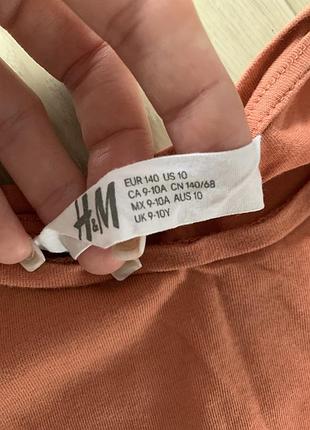 H&M
EUR 140 US 10
CA 9-10A CN 140/68
MX 9-10A AUS 10
UK 9-10Y